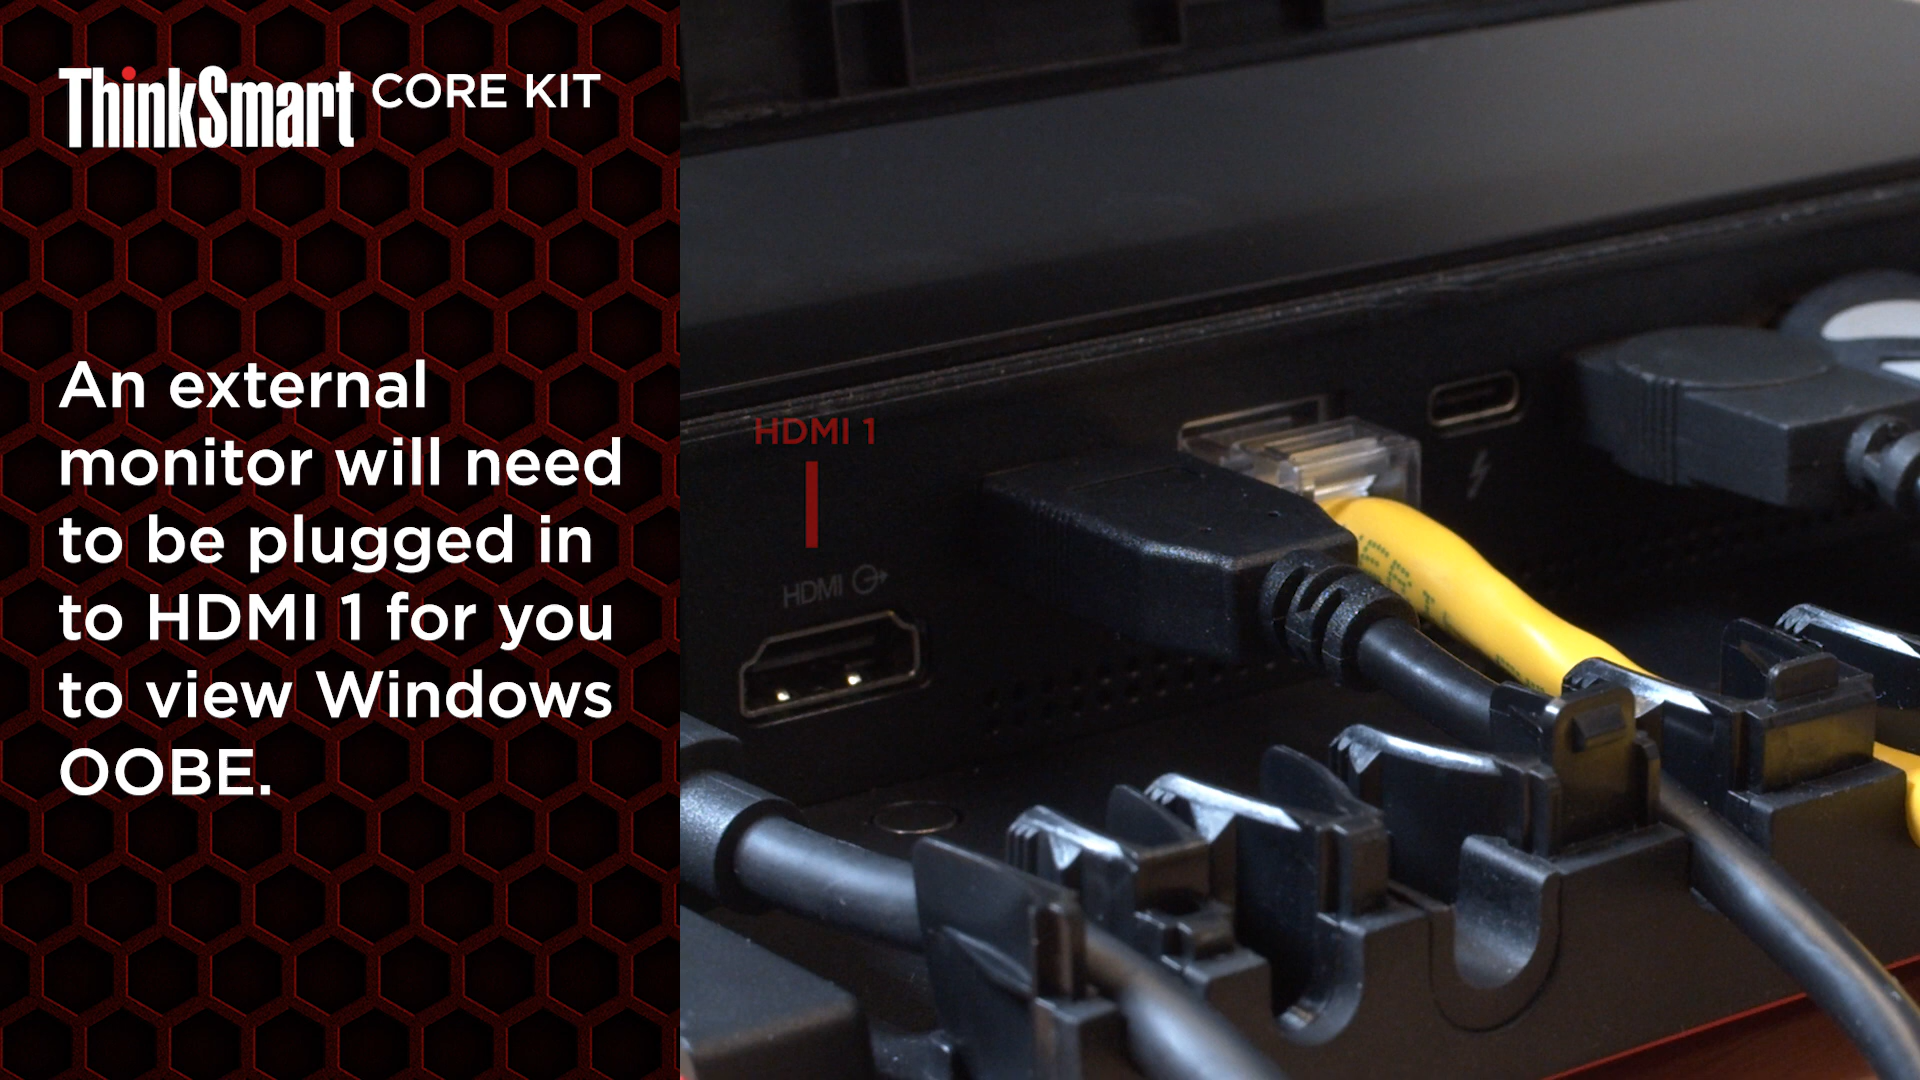 ThinkSmart CORE KIT
An external
monitor will need
to be plugged in
to HDMI 1 for you
to view Windows
OOBE.
HDMI 1
HDMI